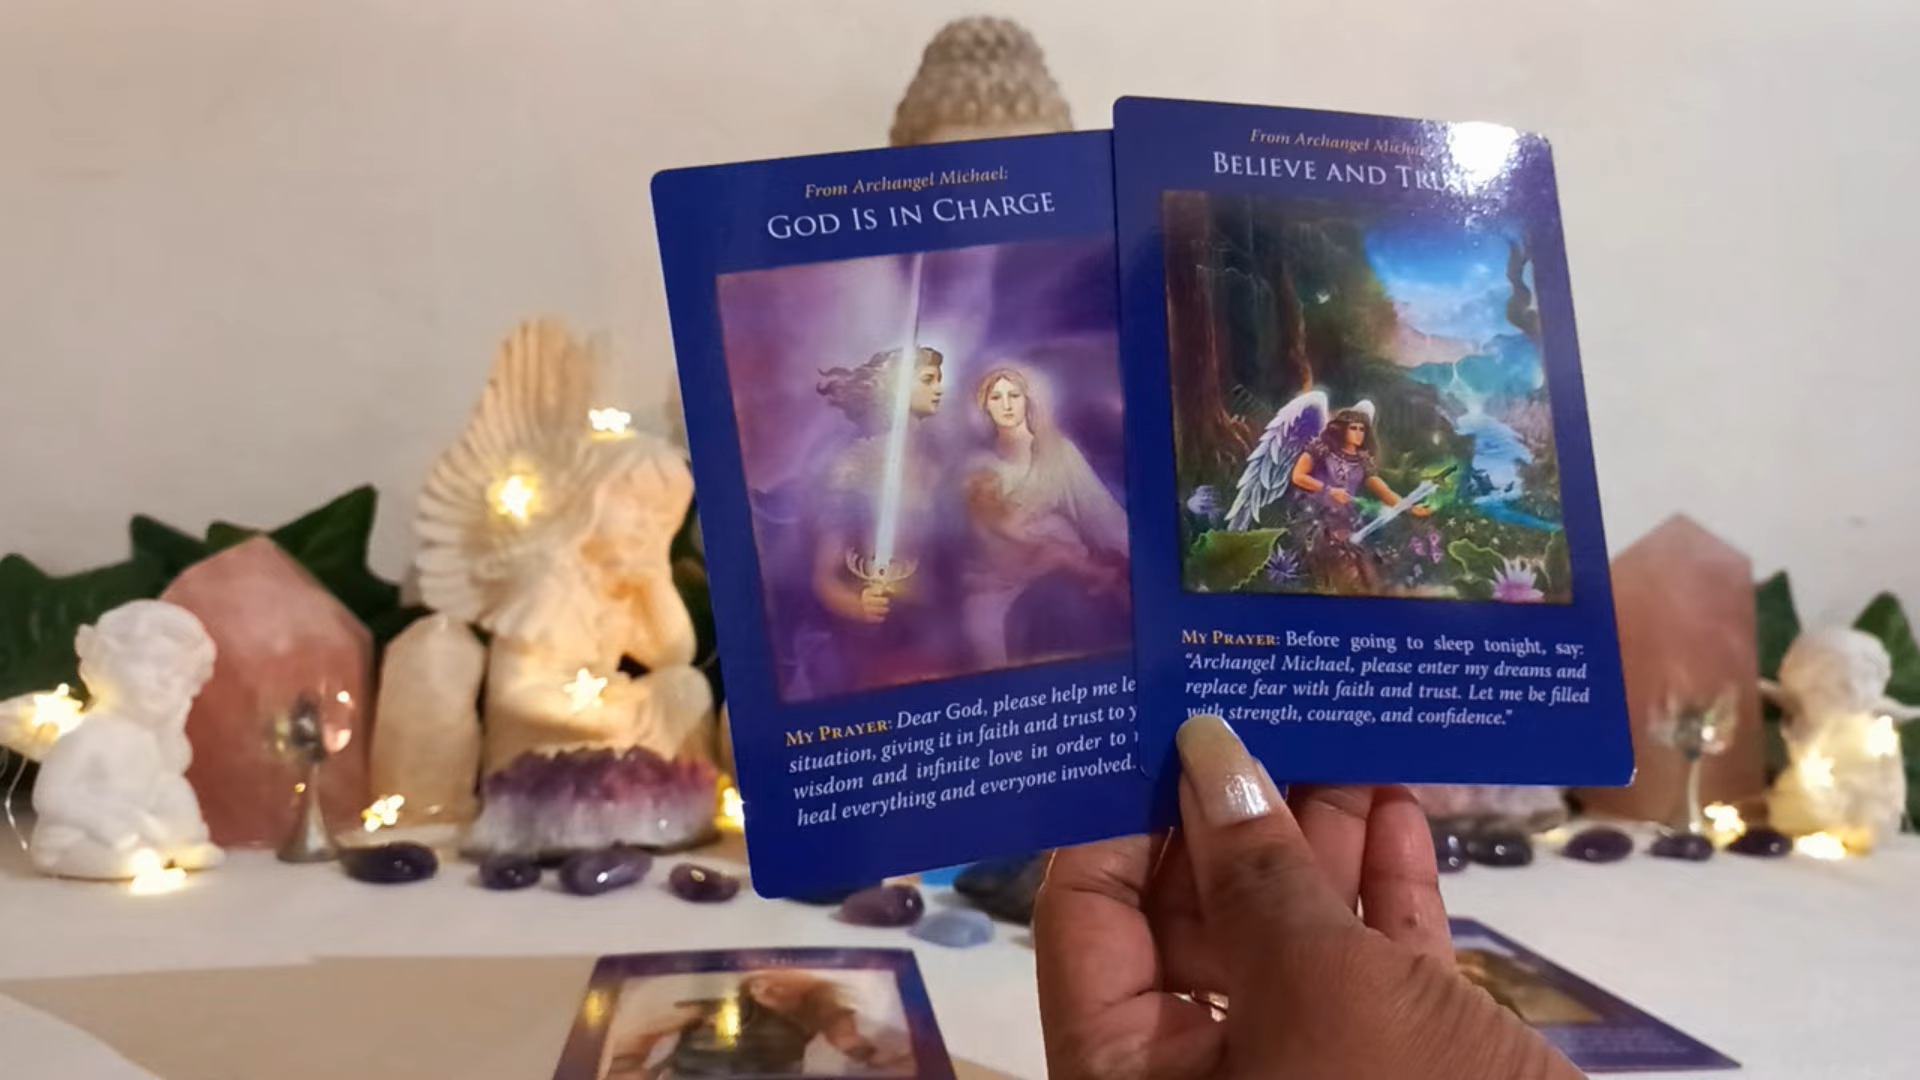 From Archangel Michael:
GOD IS IN CHARGE
MY PRAYER: Dear God, please help me
situation, giving it in faith and trust to
wisdom and infinite love in order to
heal everything and everyone involved.
From Archangel
BELIEVE AND
MY PRAYER: Before going to sleep tonight, say:
“Archangel Michael, please enter my dreams and
replace fear with faith and trust. Let me be filled
with strength, courage, and confidence.”